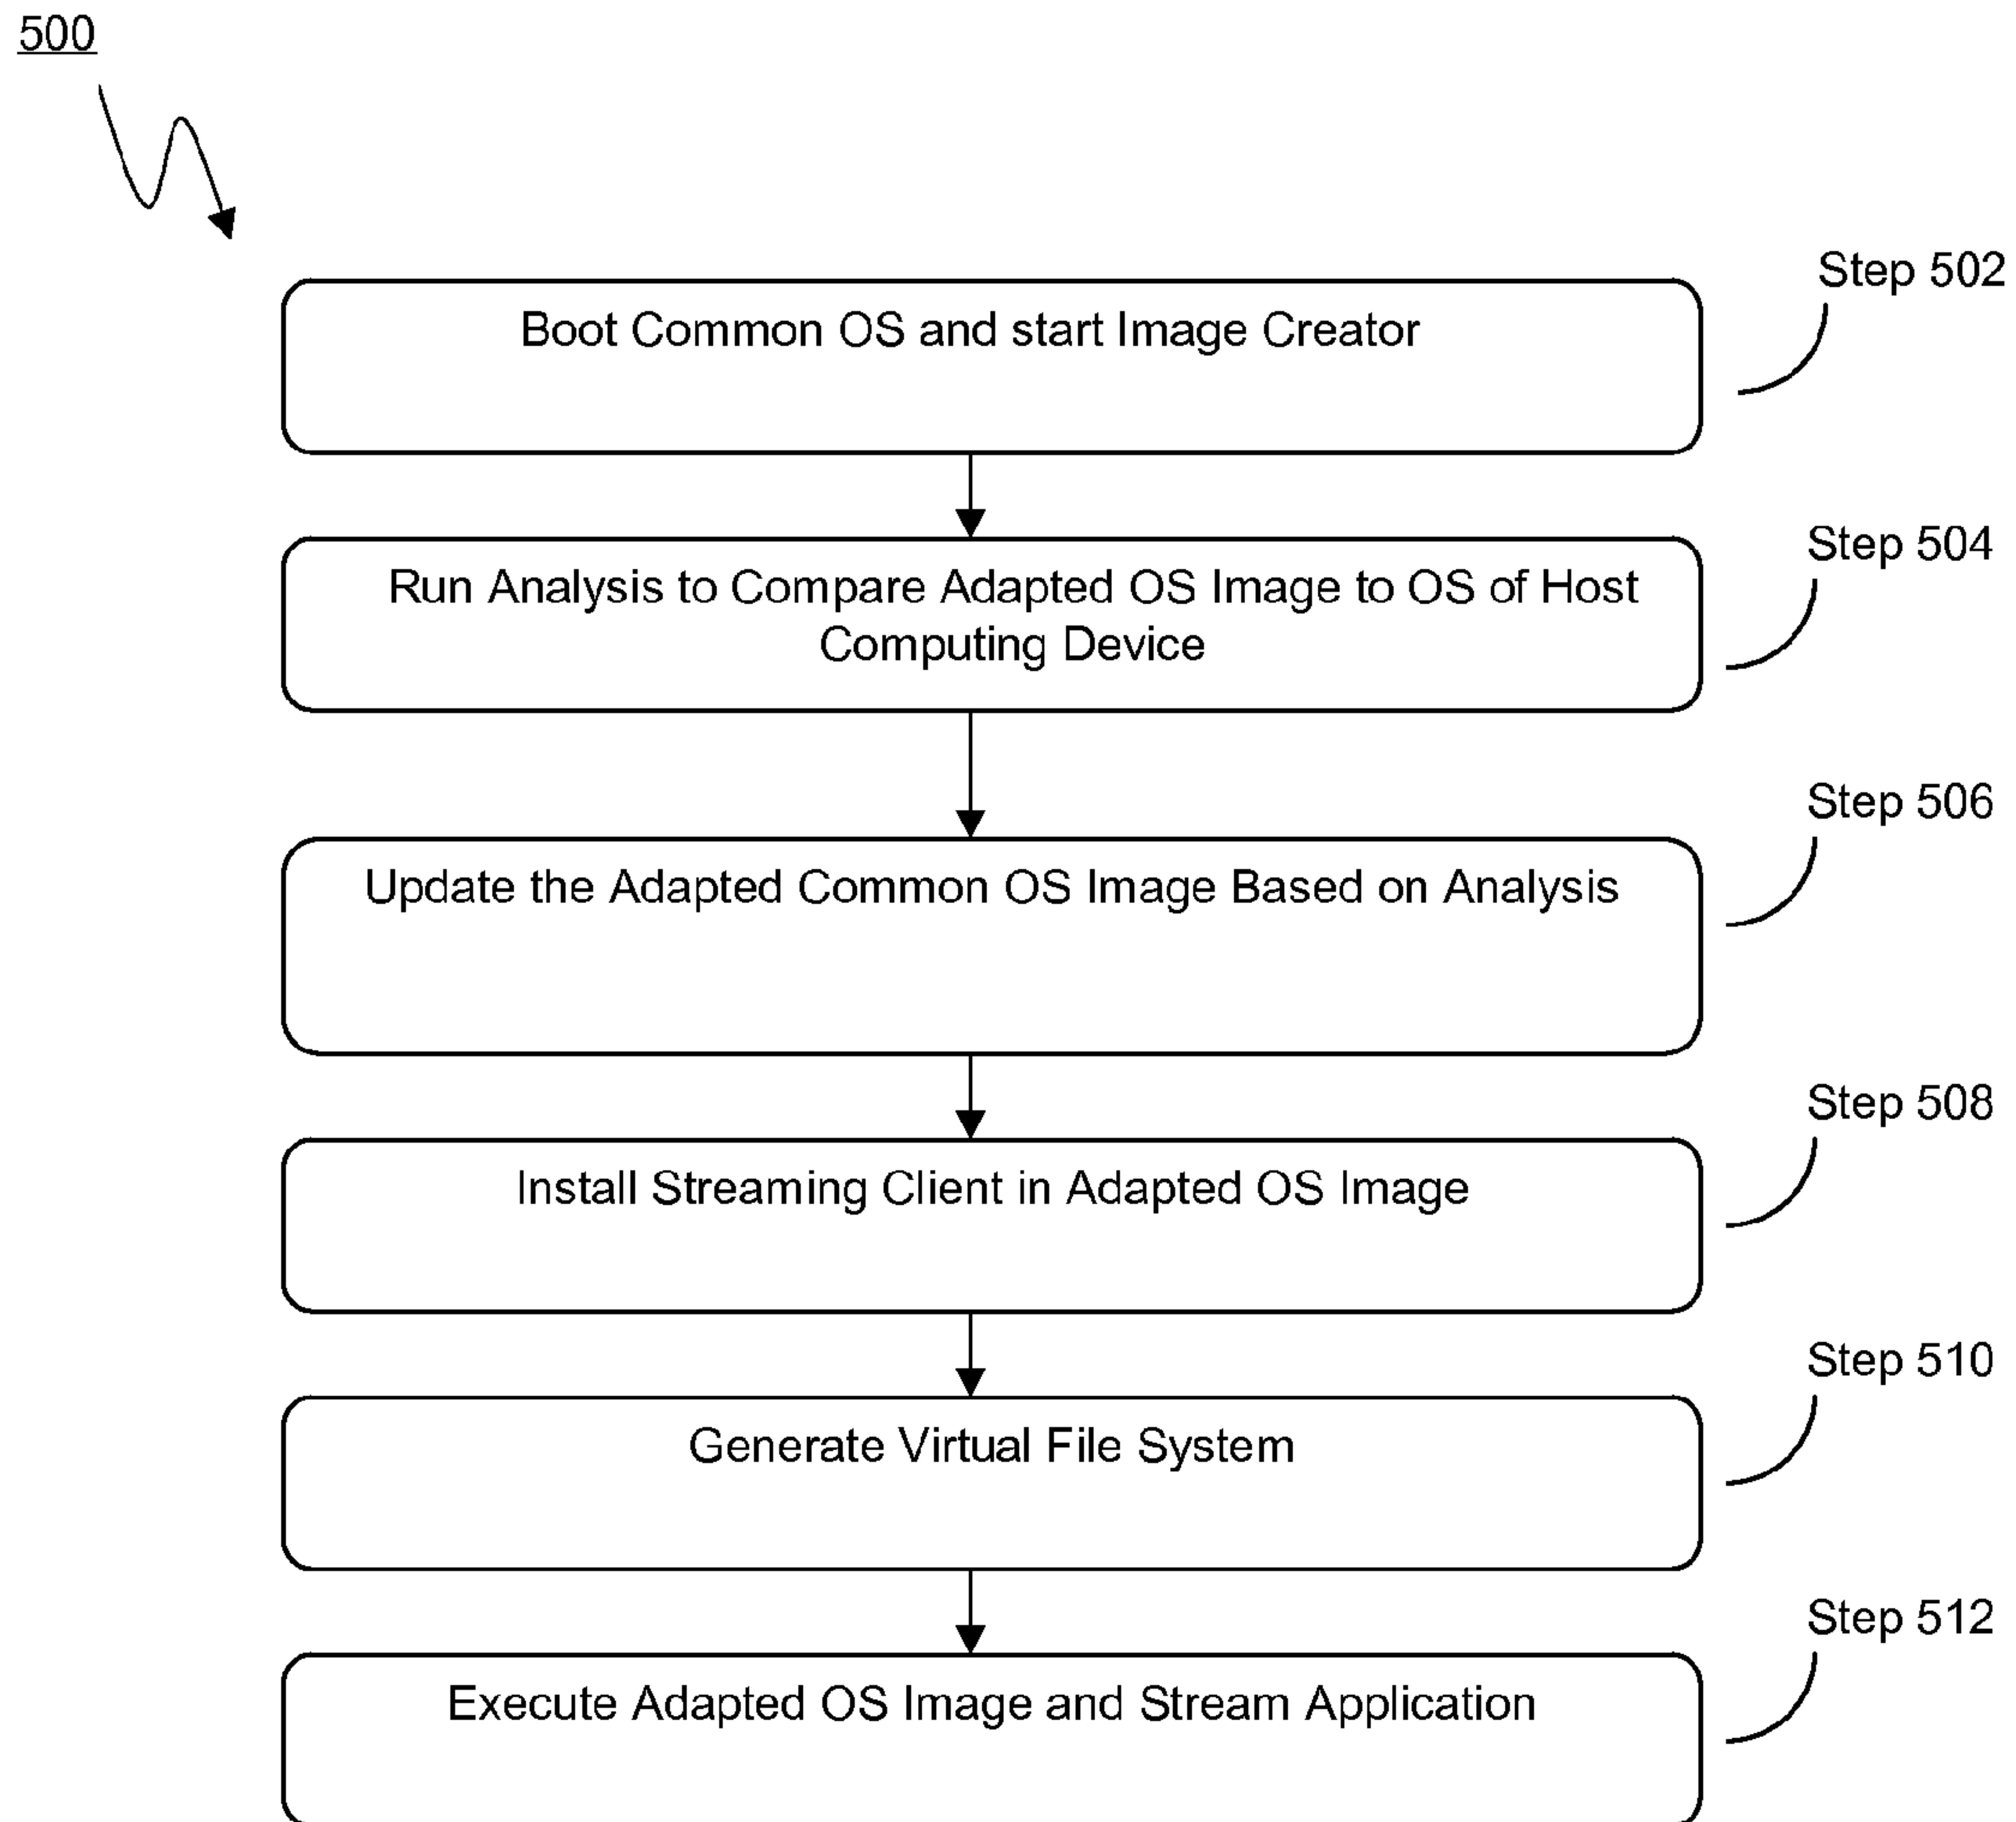 500
Step 502
Boot Common OS and start Image Creator
Step 504
Run Analysis to Compare Adapted OS Image to OS of Host
Computing Device
Step 506
Update the Adapted Common OS Image Based on Analysis
Step 508
Install Streaming Client in Adapted OS Image
Step 510
Generate Virtual File System
Step 512
Execute Adapted OS Image and Stream Application